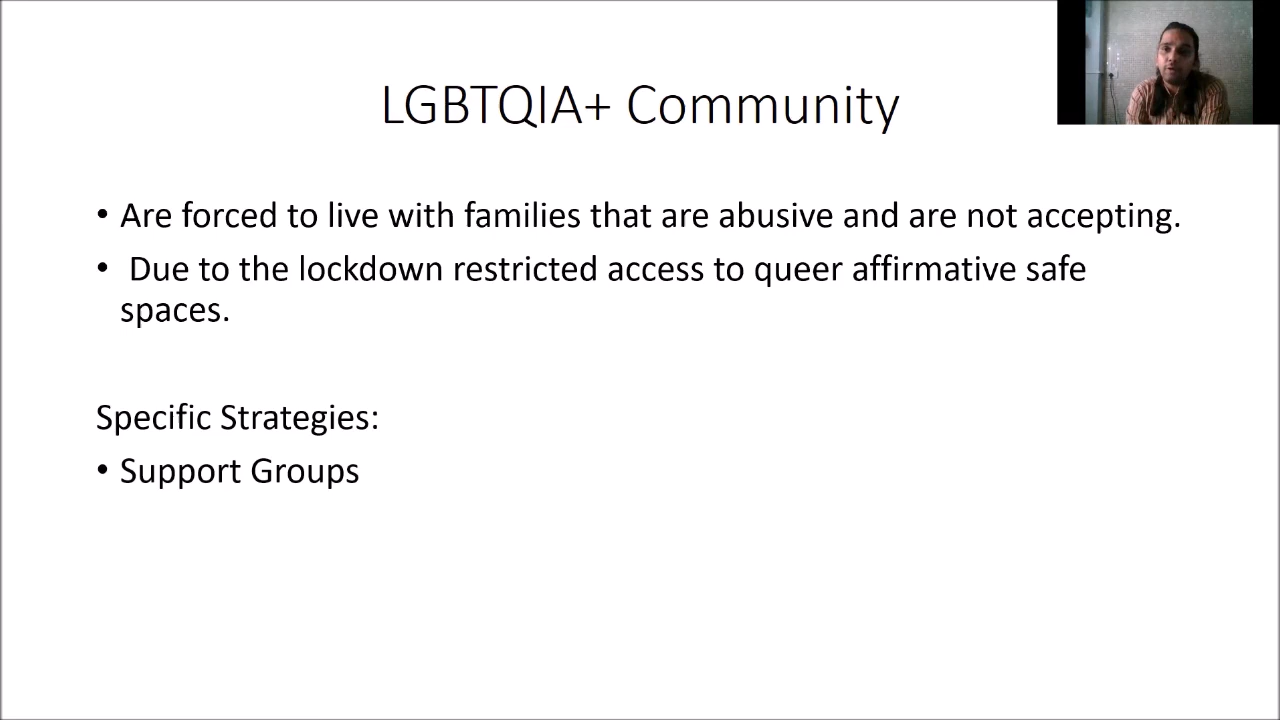 LGBTQIA+ Community
• Are forced to live with families that are abusive and are not accepting.
• Due to the lockdown restricted access to queer affirmative safe
spaces.
Specific Strategies:
• Support Groups